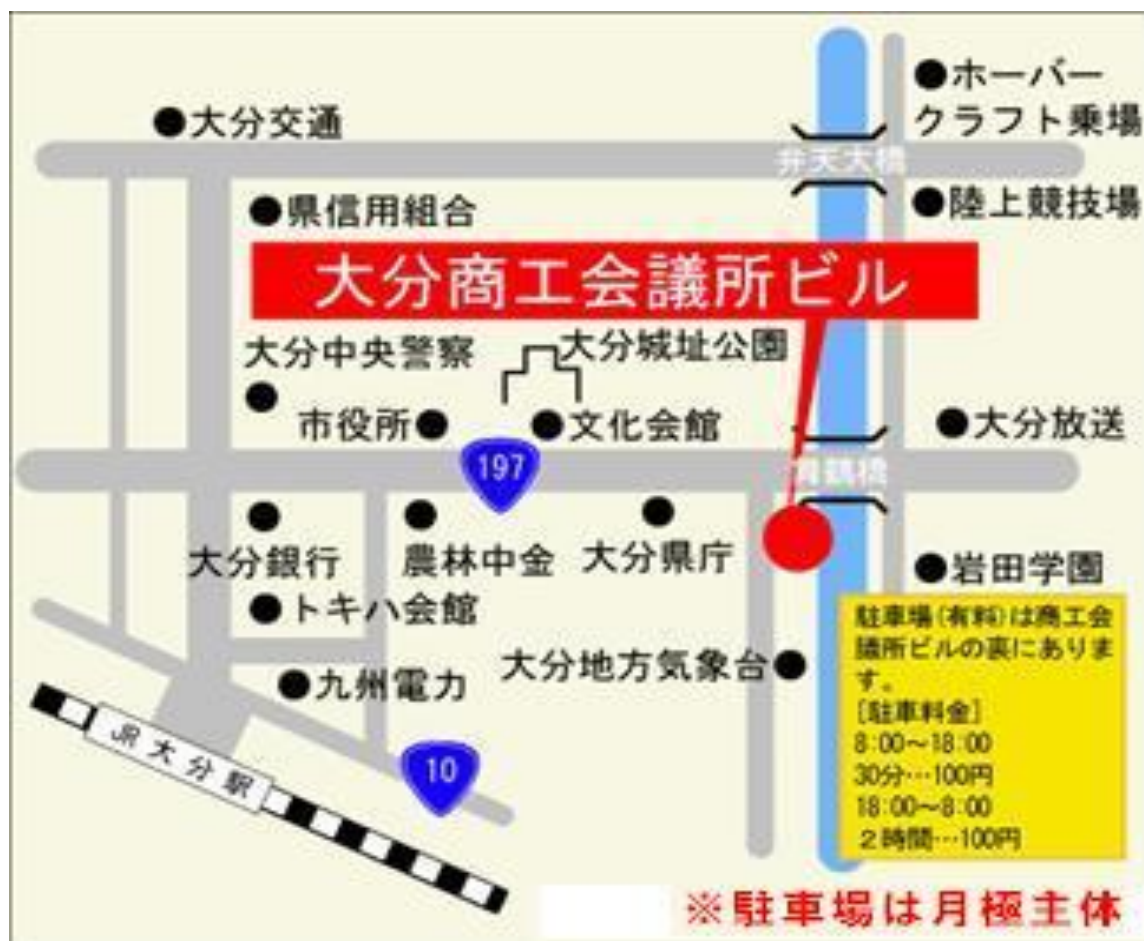 ●ホーバー
クラフト乗場
●大分交通
弁天大橋
●県信用組合
●陸上競技場
大分商工会議所ビル
大分中央警察
大分城址公園
市役所●
●文化会館
●大分放送
197
舞鶴橋
大分銀行
農林中金
大分県庁
●岩田学園
●トキハ会館
大分地方気象台●
●九州電力
10
JR大分駅
駐車場(有料)は商工会
議所ビルの裏にありま
す。
[駐車料金]
8:00～18:00
30分…100円
18:00～8:00
2時間…100円
※駐車場は月極主体